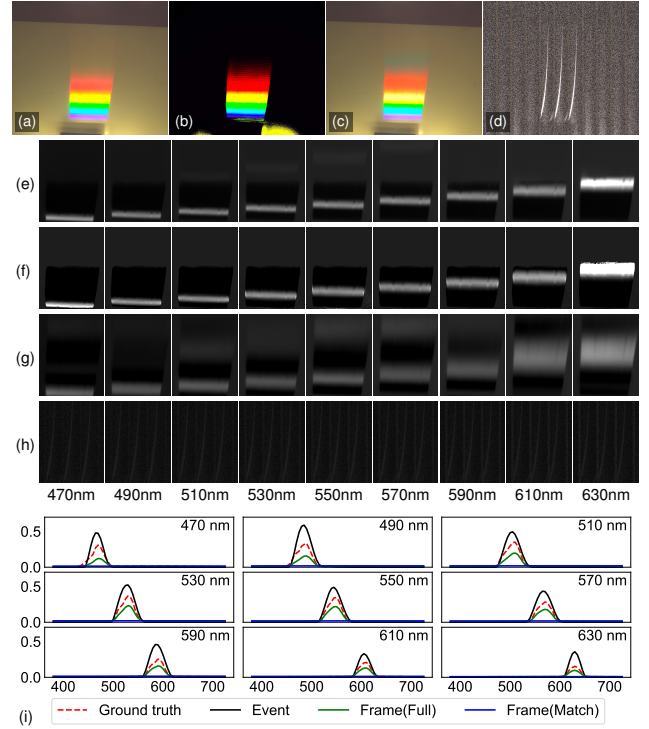 (a)
(b)
(c)
(d)
(e)
(f)
(g)
(h)
470nm 490nm 510nm 530nm 550nm 570nm 590nm 610nm 630nm
0.5 470 nm 490 nm 510 nm
0.0
0.5 530 nm 550 nm 570 nm
0.0
0.5 590 nm 610 nm 630 nm
0.0
400 500 600 700 400 500 600 700 400 500 600 700
(i) Ground truth Event Frame(Full) Frame(Match)